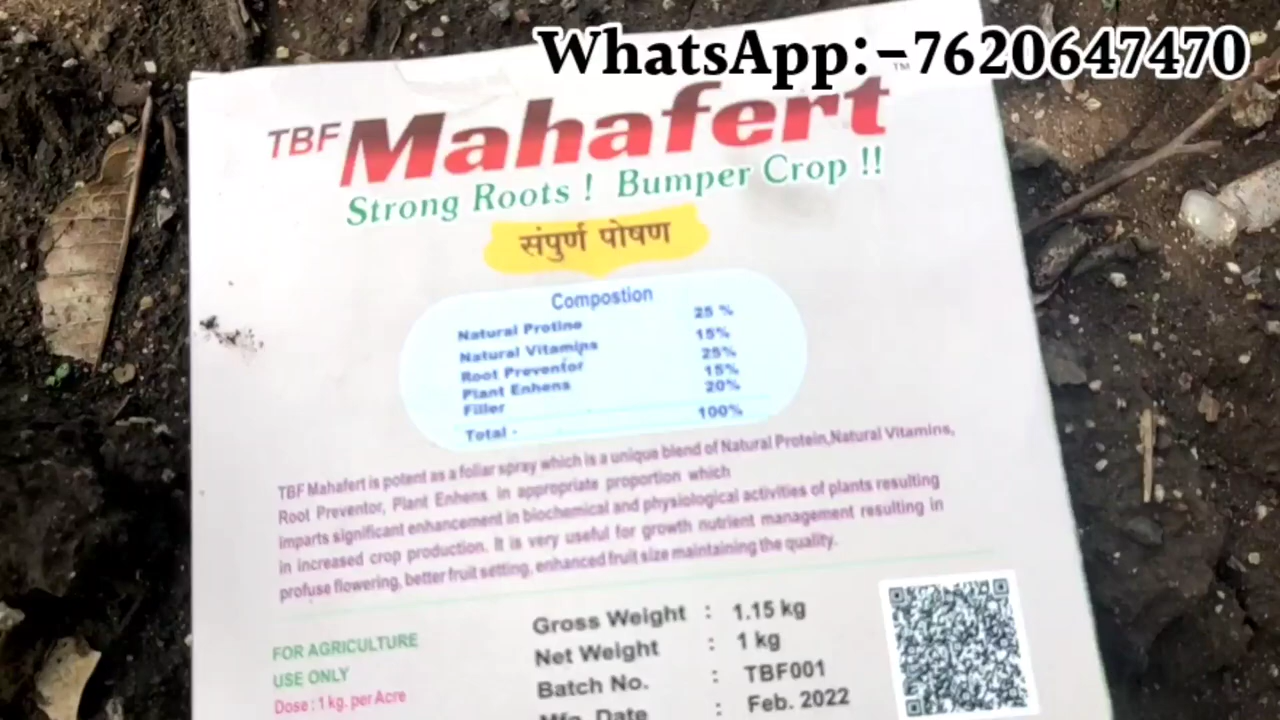 WhatsApp:-7620647470
TBF Mahafert ™
Strong Roots ! Bumper Crop !!
संपुर्ण पोषण
Compostion
Natural Protine 25 %
Natural Vitamins 15%
Root Preventor 25%
Plant Enhens 15%
Filler 20%
Total - 100%
TBF Mahafert is potent as a foliar spray which is a unique blend of Natural Protein,Natural Vitamins,
Root Preventor, Plant Enhens in appropriate proportion which
imparts significant enhancement in biochemical and physiological activities of plants resulting
in increased crop production. It is very useful for growth nutrient management resulting in
profuse flowering, better fruit setting, enhanced fruit size maintaining the quality.
FOR AGRICULTURE
USE ONLY
Dose : 1 kg. per Acre
Gross Weight : 1.15 kg
Net Weight : 1 kg
Batch No. : TBF001
Mfg. Date : Feb. 2022